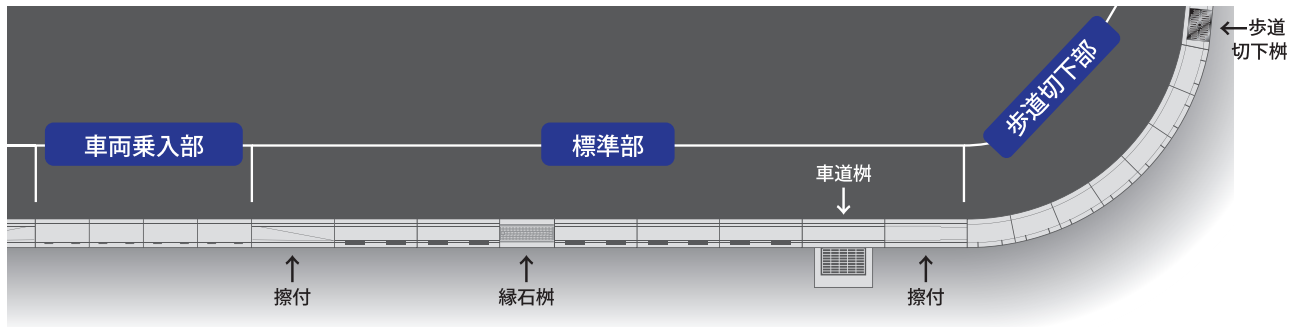 歩道
切下桝
歩道切下部
車両乗入部
標準部
車道桝
擦付
縁石桝
擦付